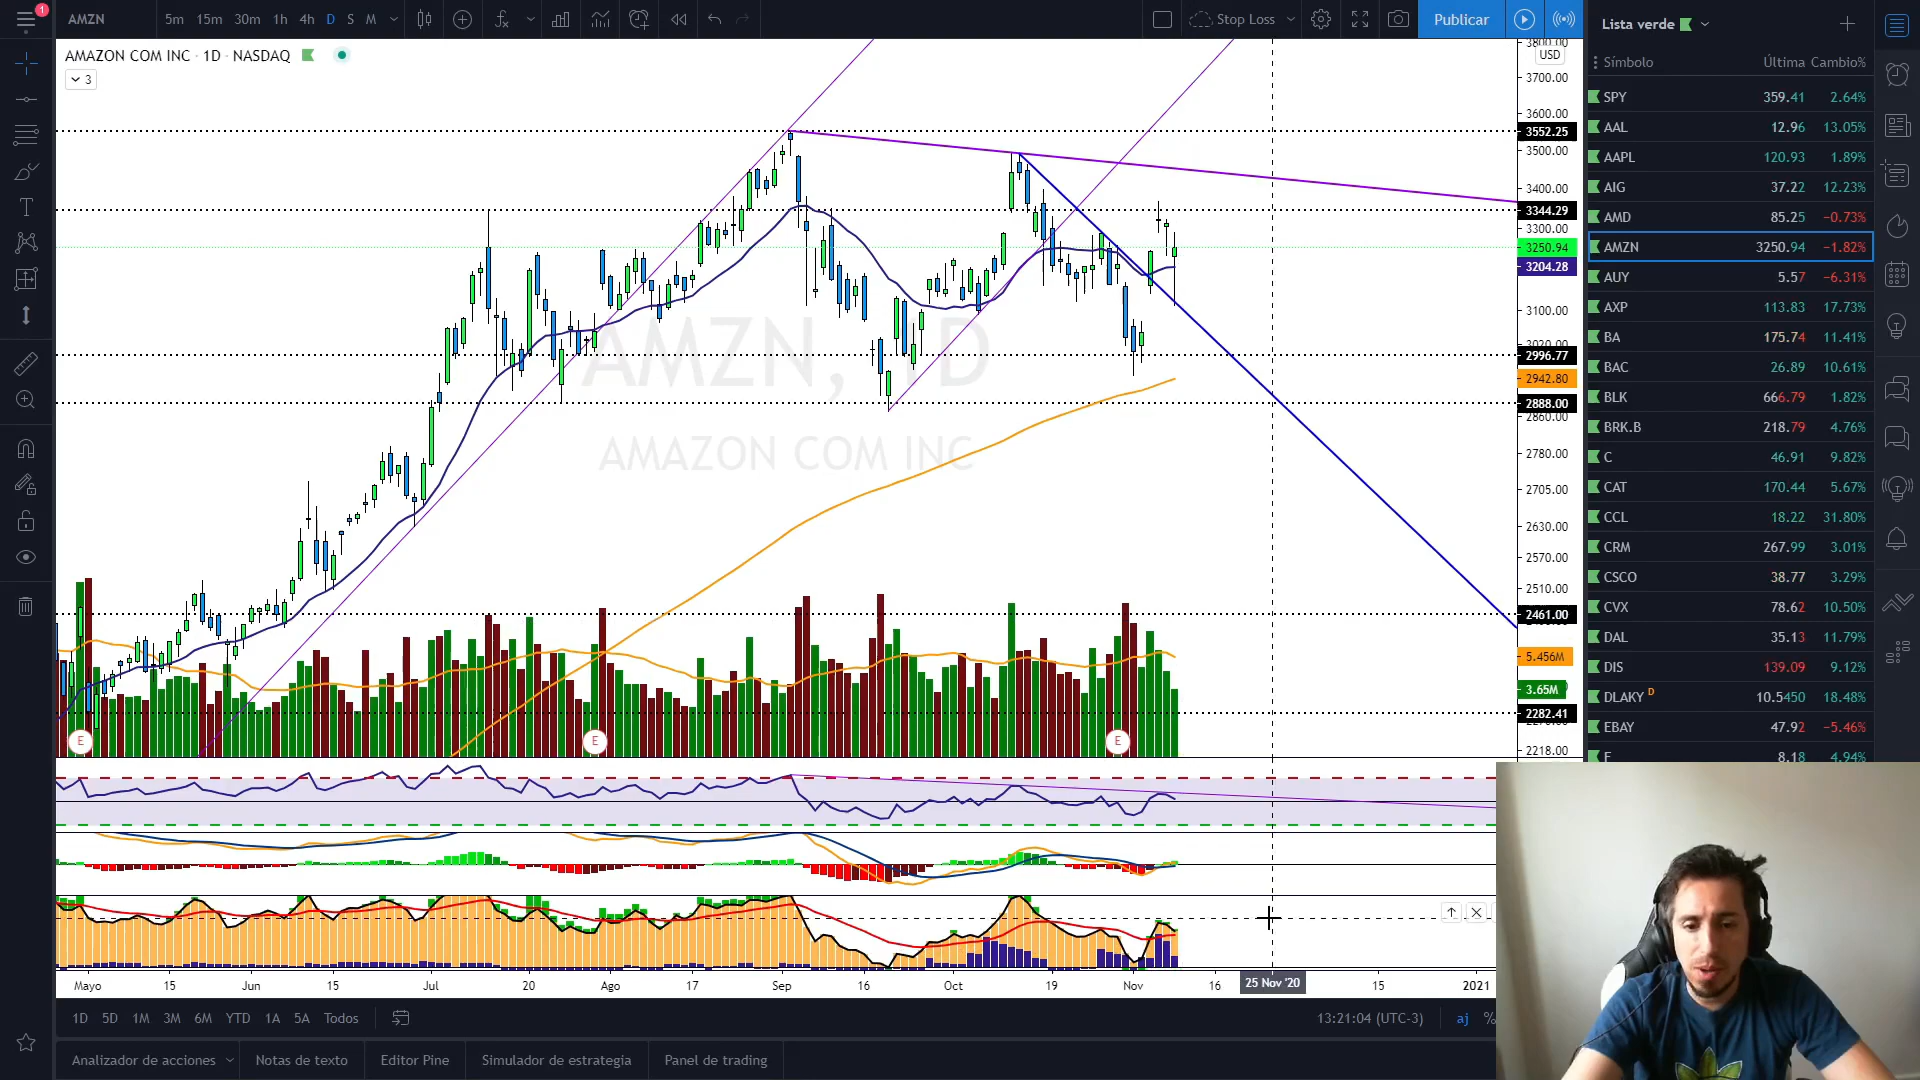 1
AMZN
5m 15m 30m 1h 4h D S M
Stop Loss
Publicar
AMAZON COM INC · 1D · NASDAQ
3
AMZN, 1D
AMAZON COM INC
USD
3800.00
3700.00
3600.00
3552.25
3500.00
3400.00
3344.29
3300.00
3250.94
3204.28
3100.00
2996.77
2942.80
2888.00
2860.00
2780.00
2705.00
2630.00
2570.00
2510.00
2461.00
5.456M
3.65M
2282.41
2218.00
E E E
Mayo 15 Jun 15 Jul 20 Ago 17 Sep 16 Oct 19 Nov 16 25 Nov '20 15 2021
1D 5D 1M 3M 6M YTD 1A 5A Todos
13:21:04 (UTC-3) aj %
Analizador de acciones Notas de texto Editor Pine Simulador de estrategia Panel de trading
Lista verde
Símbolo Última Cambio%
SPY 359.41 2.64%
AAL 12.96 13.05%
AAPL 120.93 1.89%
AIG 37.22 12.23%
AMD 85.25 −0.73%
AMZN 3250.94 −1.82%
AUY 5.57 −6.31%
AXP 113.83 17.73%
BA 175.74 11.41%
BAC 26.89 10.61%
BLK 666.79 1.82%
BRK.B 218.79 4.76%
C 46.91 9.82%
CAT 170.44 5.67%
CCL 18.22 31.80%
CRM 267.99 3.01%
CSCO 38.77 3.29%
CVX 78.62 10.50%
DAL 35.13 11.79%
DIS 139.09 9.12%
DLAKY D 10.5450 18.48%
EBAY 47.92 −5.46%
F 8.18 4.94%